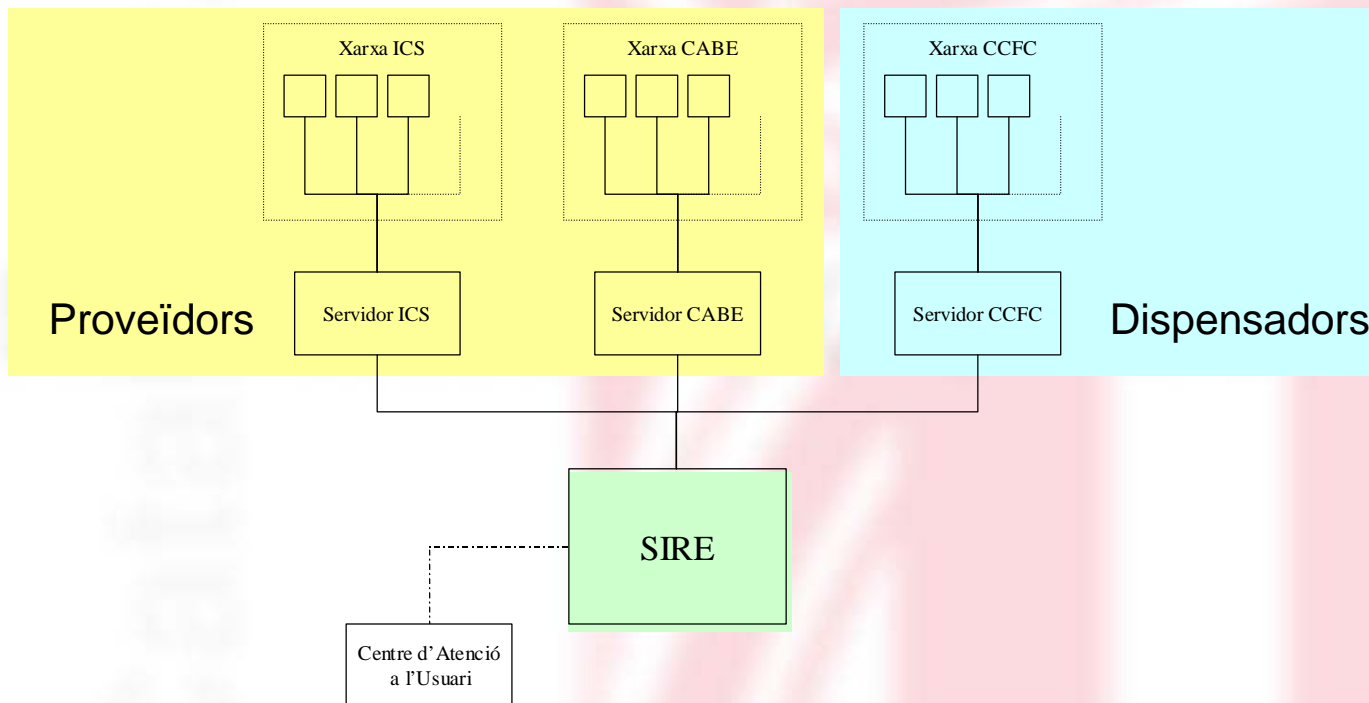 Xarxa ICS
Xarxa CABE
Xarxa CCFC
Proveïdors
Servidor ICS
Servidor CABE
Servidor CCFC
Dispensadors
SIRE
Centre d’Atenció
a l’Usuari